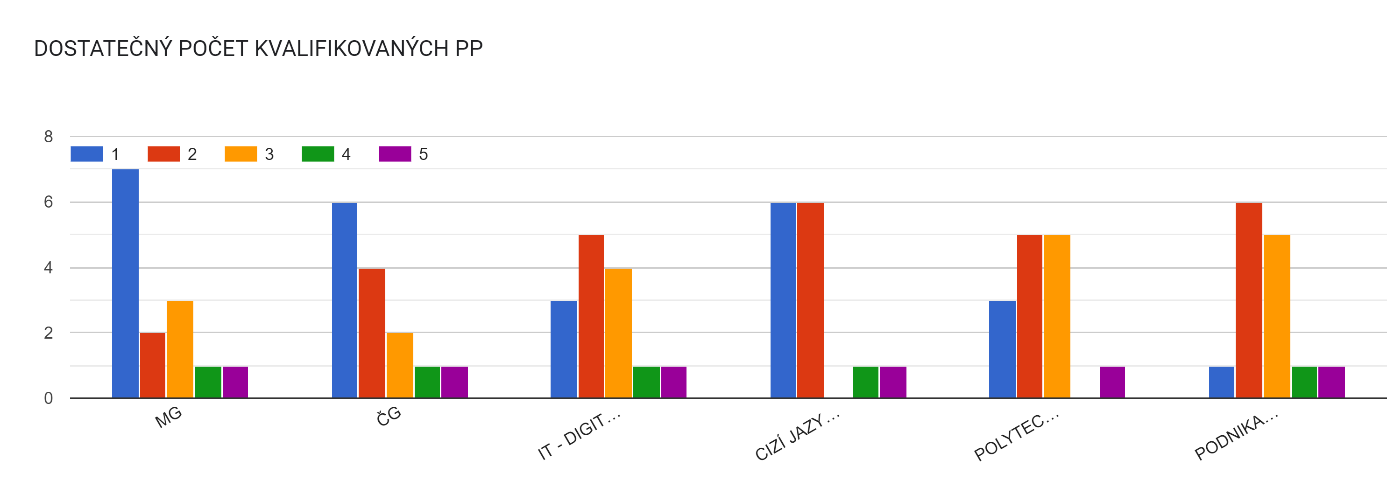 DOSTATEČNÝ POČET KVALIFIKOVANÝCH PP
8
1 2 3 4 5
6
4
2
0
MG ČG IT - DIGIT… CIZÍ JAZY… POLYTEC… PODNIKA…